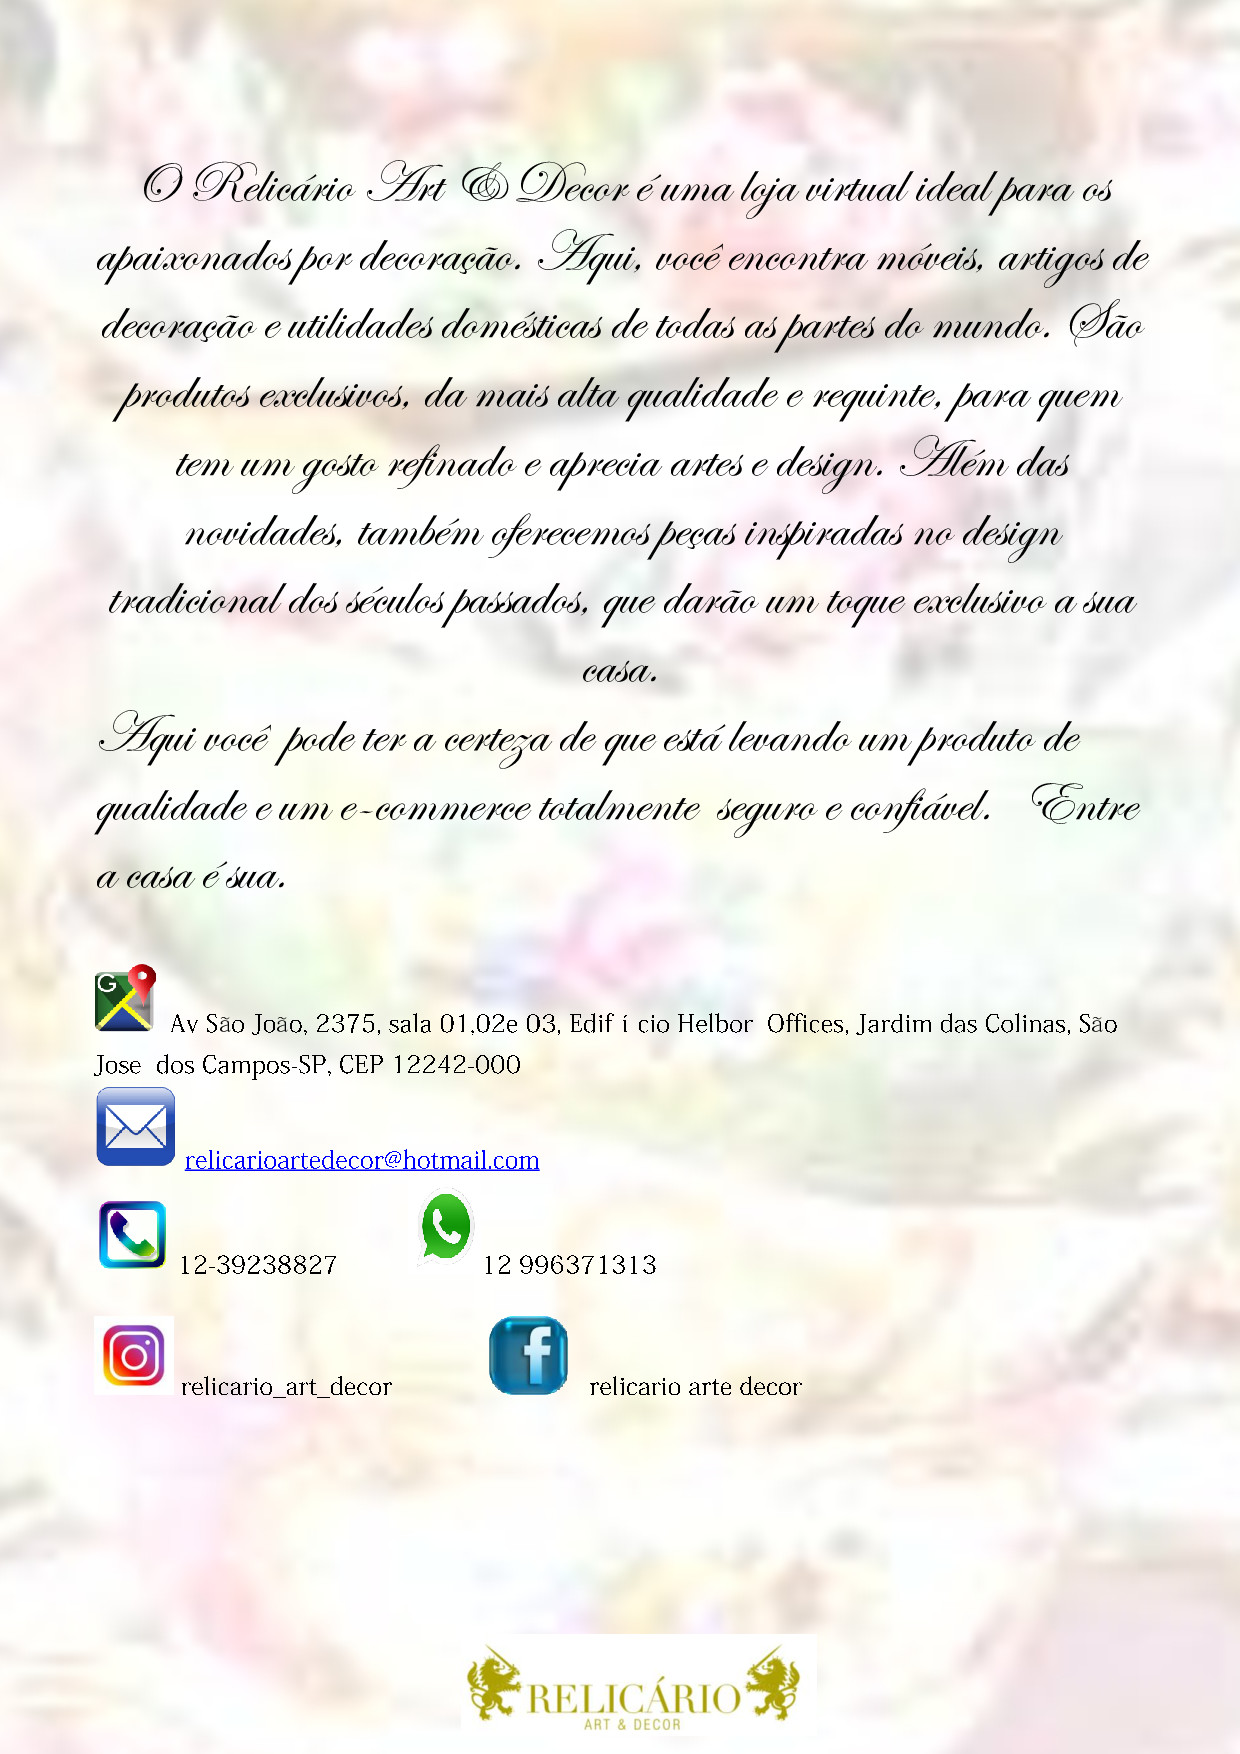 O Relicário Art & Decor é uma loja virtual ideal para os
apaixonados por decoração. Aqui, você encontra móveis, artigos de
decoração e utilidades domésticas de todas as partes do mundo. São
produtos exclusivos, da mais alta qualidade e requinte, para quem
tem um gosto refinado e aprecia artes e design. Além das
novidades, também oferecemos peças inspiradas no design
tradicional dos séculos passados, que darão um toque exclusivo a sua
casa.
Aqui você pode ter a certeza de que está levando um produto de
qualidade e um e-commerce totalmente seguro e confiável. Entre
a casa é sua.
G
Av São João, 2375, sala 01,02e 03, Edif í cio Helbor Offices, Jardim das Colinas, São
Jose dos Campos-SP, CEP 12242-000
relicarioartedecor@hotmail.com
12-39238827 12 996371313
relicario_art_decor f relicario arte decor
RELICÁRIO
ART & DECOR